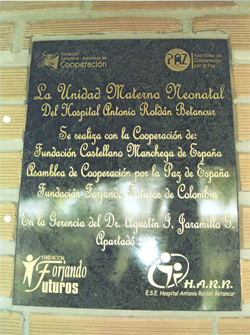 Fundación
Castellano - Manchega de
Cooperación
PAZ
Asamblea de
Cooperación
por la Paz
La Unidad Materna Neonatal
Del Hospital Antonio Roldán Betancur
Se realiza con la Cooperación de:
Fundación Castellano Manchega de España
Asamblea de Cooperación por la Paz de España
Fundación Forjando Futuros de Colombia
En la Gerencia del Dr. Agustín J. Jaramillo G.
Apartadó
FUNDACION
Forjando
Futuros
H.A.R.B.
E.S.E. Hospital Antonio Roldán Betancur